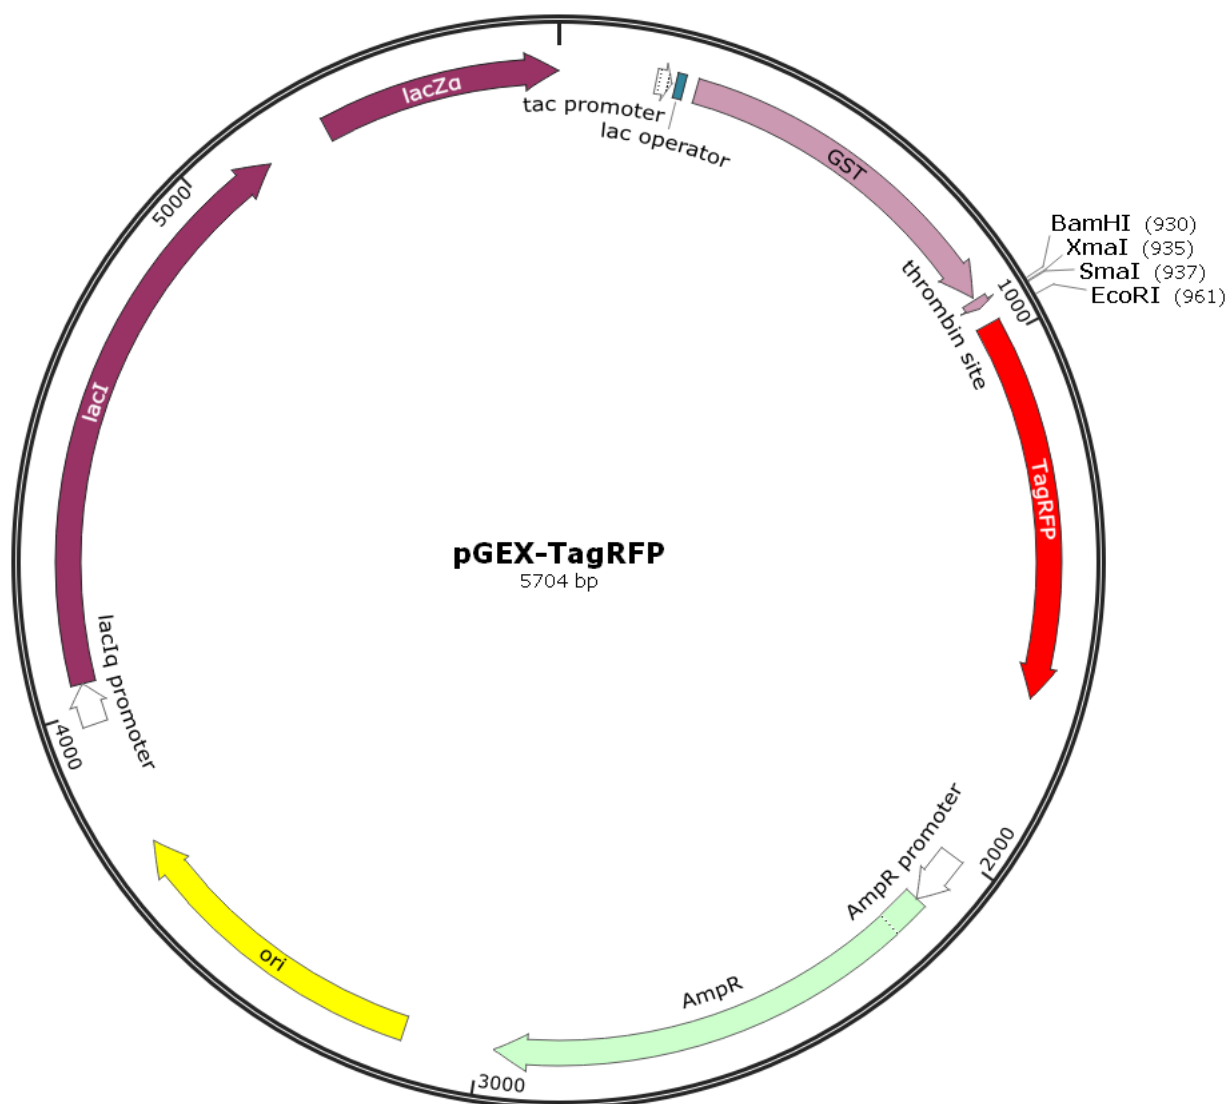 lacZα
tac promoter
lac operator
GST
BamHI (930)
XmaI (935)
SmaI (937)
EcoRI (961)
1000
thrombin site
TagRFP
5000
lacI
pGEX-TagRFP
5704 bp
lacIq promoter
4000
AmpR promoter
2000
ori
AmpR
3000